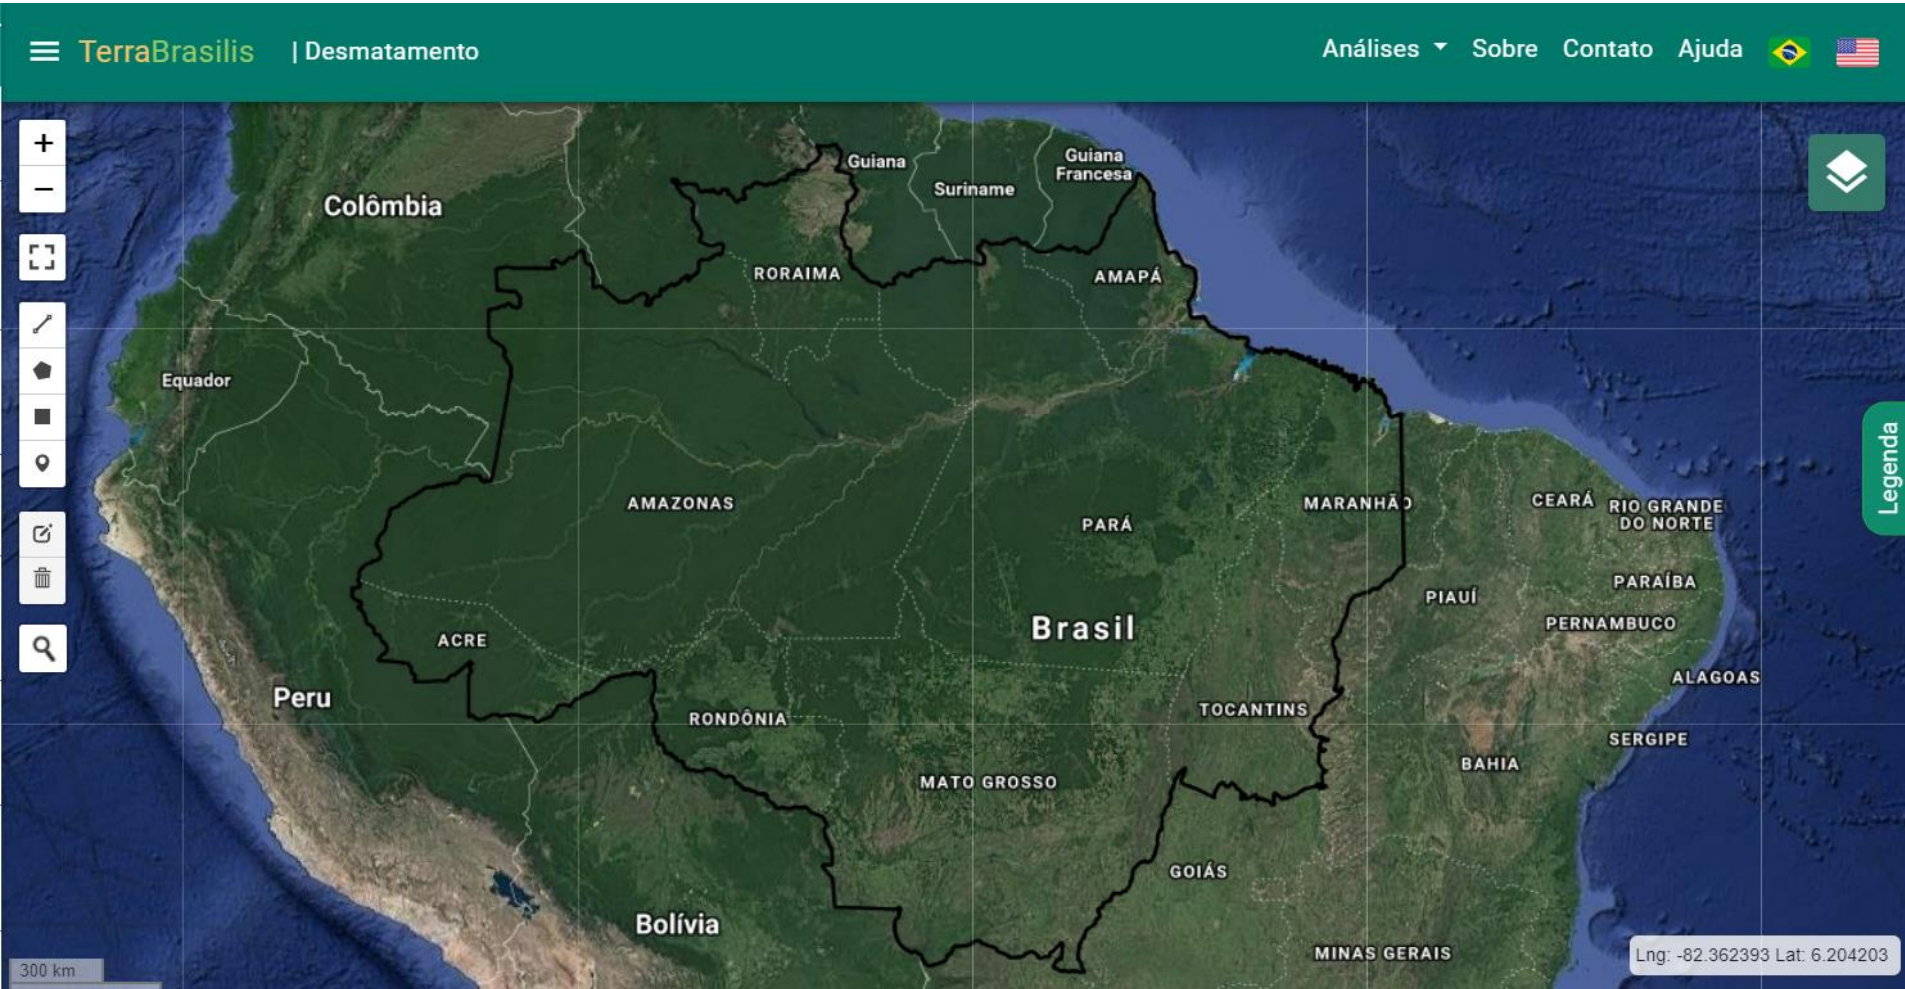 TerraBrasilis | Desmatamento
Análises Sobre Contato Ajuda
+
−
Guiana
Guiana
Francesa
Suriname
Colômbia
RORAIMA
AMAPÁ
Equador
Legenda
AMAZONAS
MARANHÃO
CEARÁ
RIO GRANDE
DO NORTE
PARÁ
PARAÍBA
PIAUÍ
PERNAMBUCO
Brasil
ACRE
ALAGOAS
Peru
TOCANTINS
RONDÔNIA
SERGIPE
BAHIA
MATO GROSSO
GOIÁS
Bolívia
MINAS GERAIS
Lng: -82.362393 Lat: 6.204203
300 km